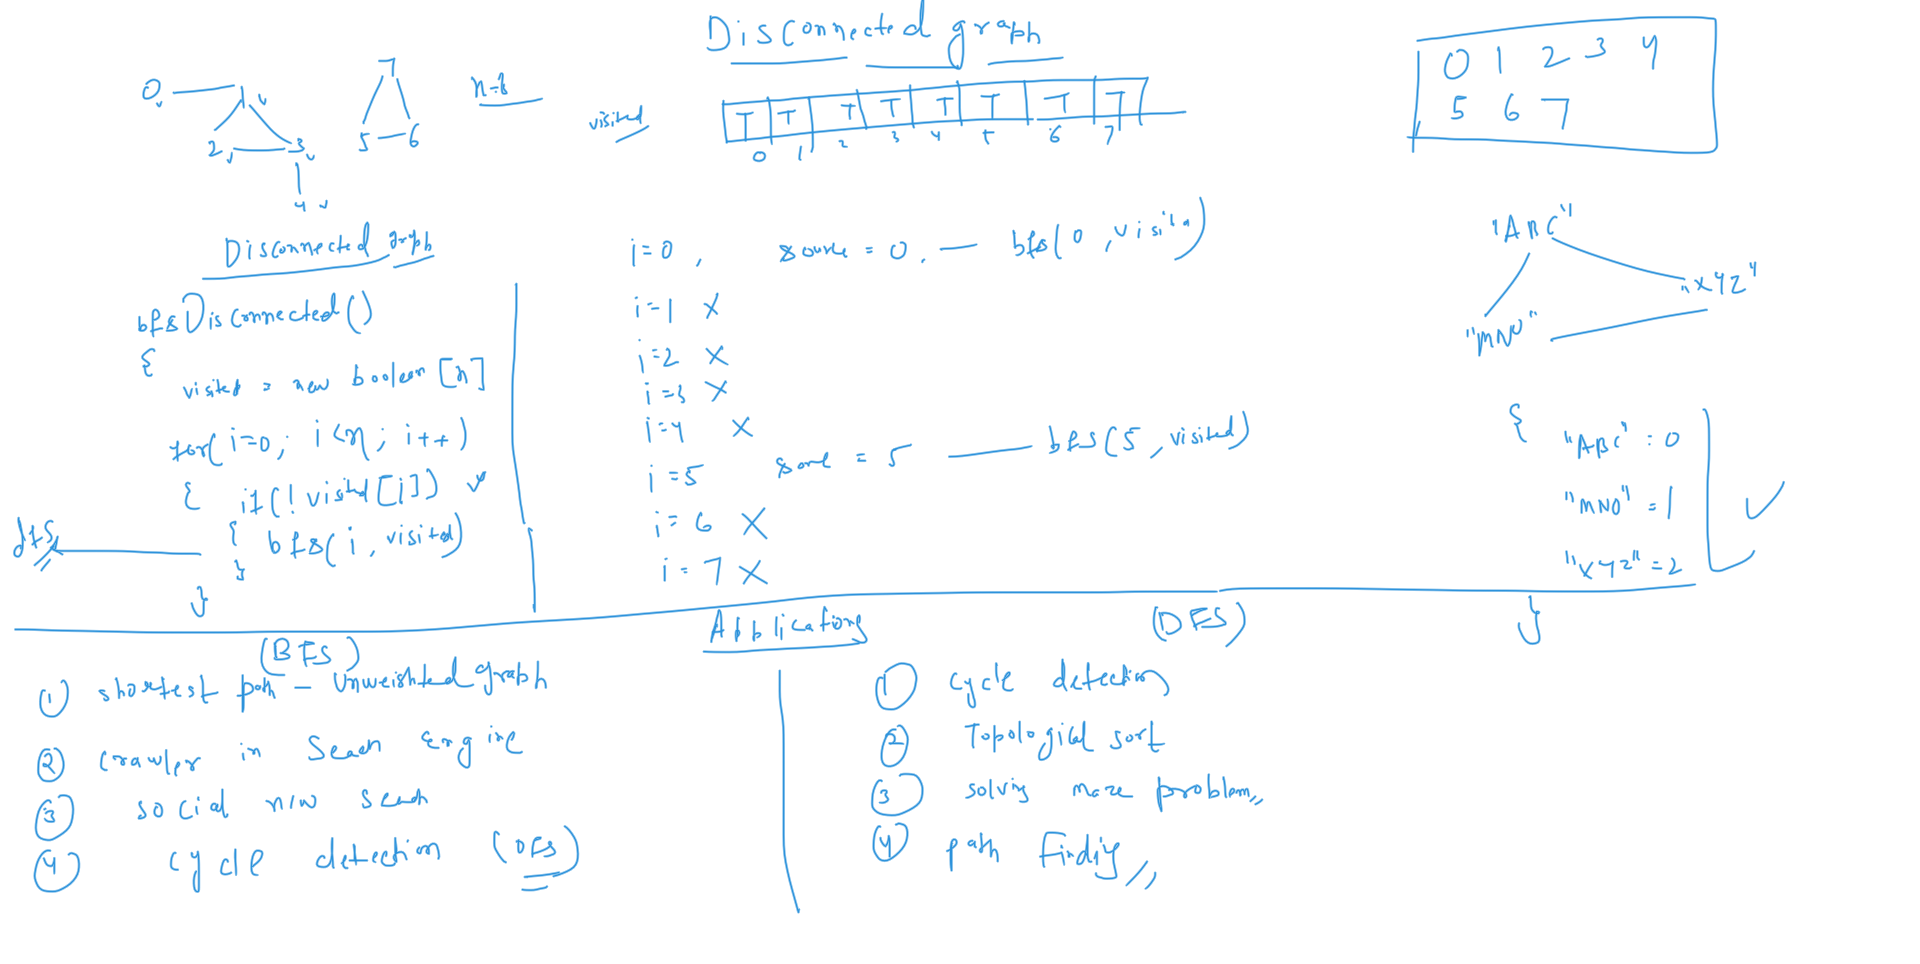 Disconnected graph
0 1 2 3 4
5 6 7
0 1
2 3
4
7
5 6
n=8
visited
T T T T T T T T
0 1 2 3 4 5 6 7
Disconnected graph
bfsDisconnected()
{
visited = new boolean [n]
for( i=0; i<n; i++)
{ if(! visited[i])
{ bfs( i, visited)
}
}
dfs
i=0, source = 0, — bfs( 0, visited)
i=1 X
i=2 X
i=3 X
i=4 X
i=5 source = 5 — bfs(5, visited)
i=6 X
i=7 X
"ABC"
"XYZ"
"MNO"
{
"ABC" : 0
"MNO" = 1
"XYZ" = 2
}
Applications
(BFS)
① shortest path – Unweighted graph
② crawler in Seach engine
③ social n/w seach
④ cycle detection (DFS)
(DFS)
① cycle detection
② Topological sort
③ solving maze problem
④ path Finding